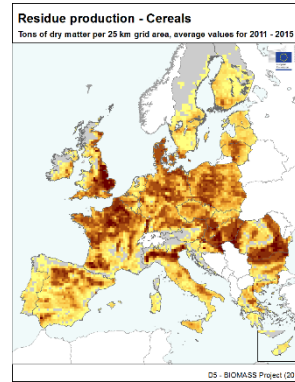 Residue production - Cereals
Tons of dry matter per 25 km grid area, average values for 2011 - 2015
D5 - BIOMASS Project (20